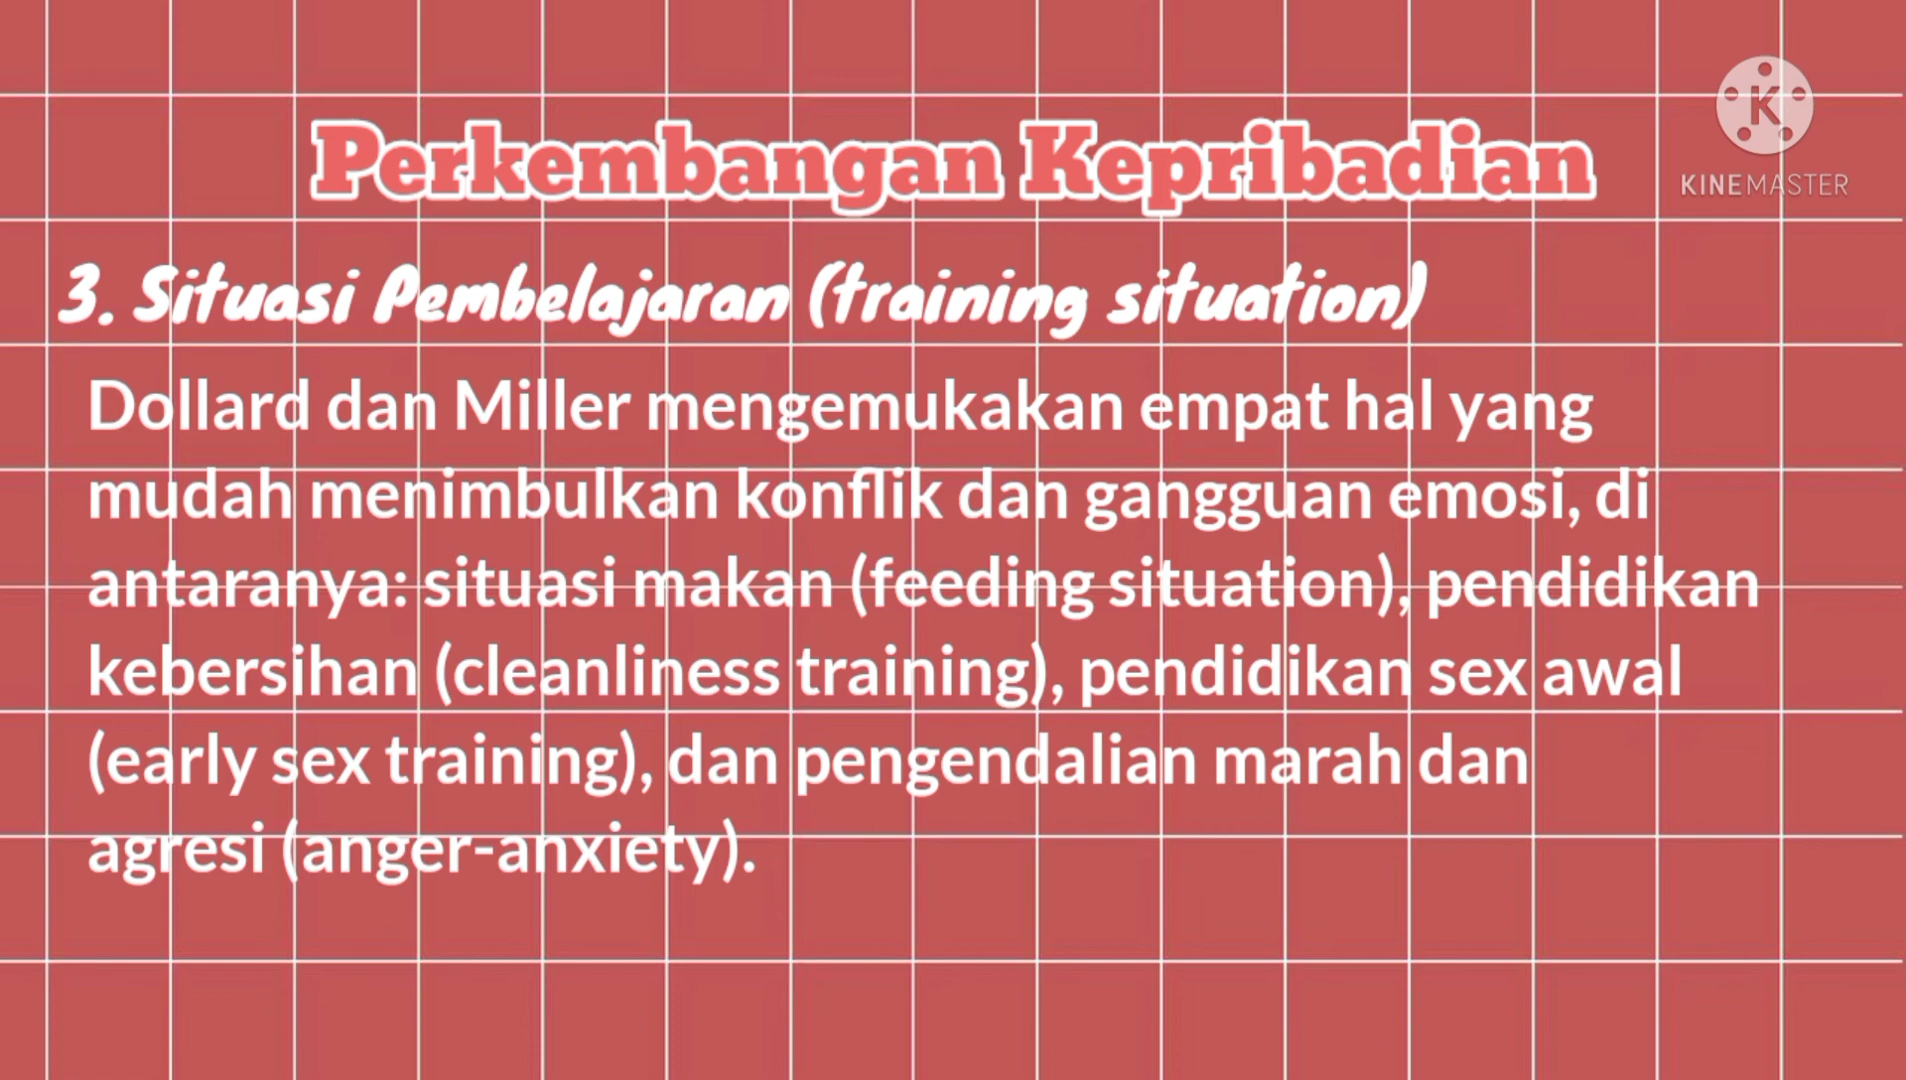 Perkembangan Kepribadian
K
KINEMASTER
3. Situasi Pembelajaran (training situation)
Dollard dan Miller mengemukakan empat hal yang
mudah menimbulkan konflik dan gangguan emosi, di
antaranya: situasi makan (feeding situation), pendidikan
kebersihan (cleanliness training), pendidikan sex awal
(early sex training), dan pengendalian marah dan
agresi (anger-anxiety).